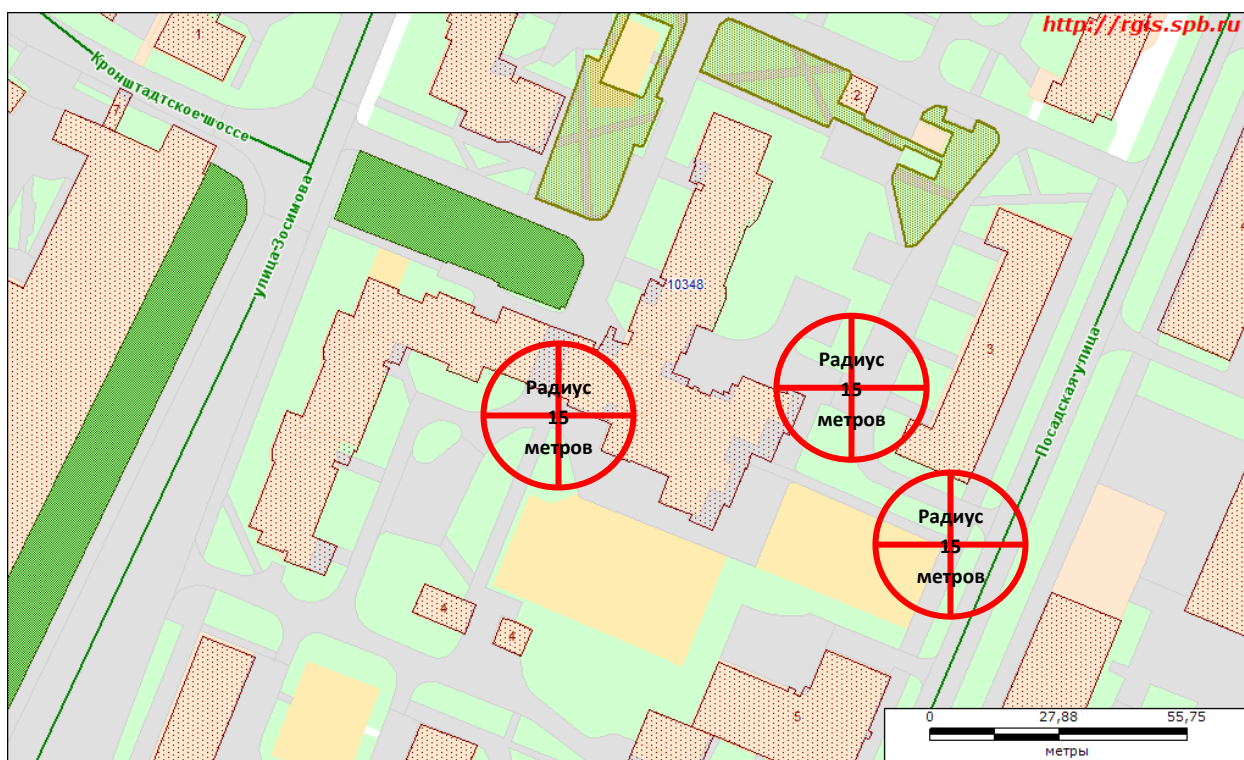 http://rgis.spb.ru
1
Кронштадтское шоссе
7
2
улица Зосимова
10348
Радиус
15
метров
Радиус
15
метров
3
Посадская улица
Радиус
15
метров
4
4
5
0 27,88 55,75
метры